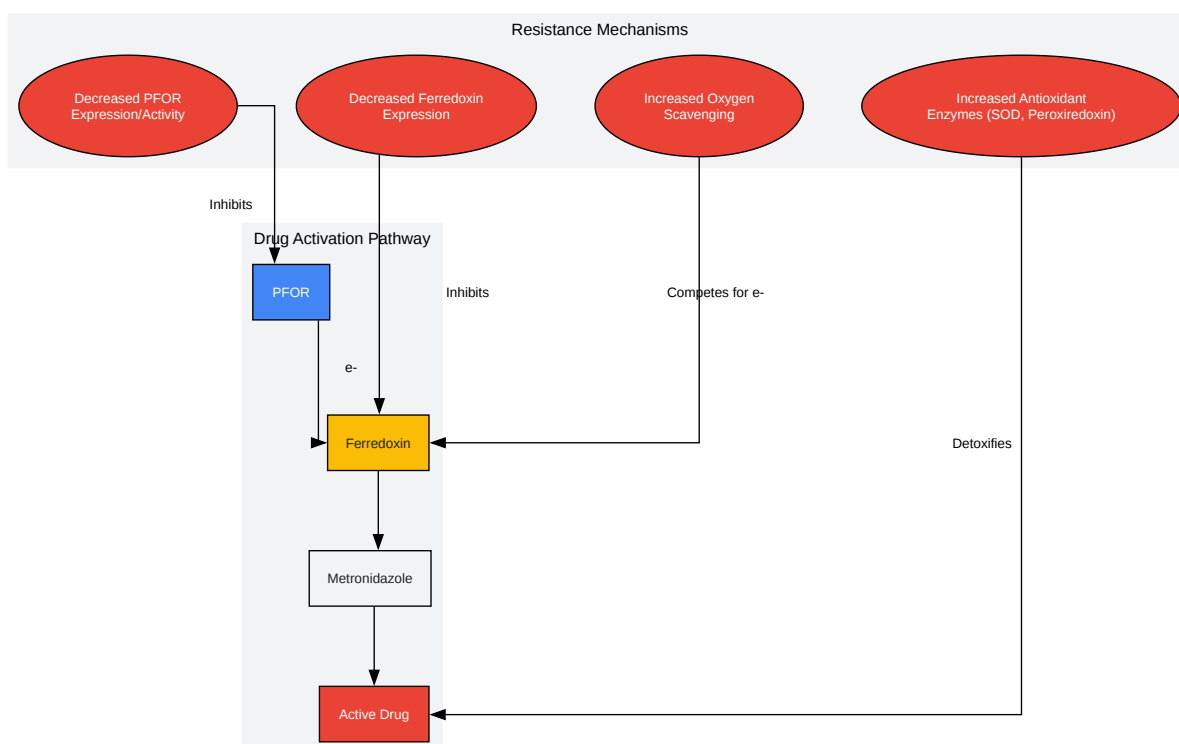 Resistance Mechanisms
Decreased PFOR
Expression/Activity
Decreased Ferredoxin
Expression
Increased Oxygen
Scavenging
Increased Antioxidant
Enzymes (SOD, Peroxiredoxin)
Inhibits
Drug Activation Pathway
PFOR
Inhibits
Competes for e-
e-
Ferredoxin
Detoxifies
Metronidazole
Active Drug